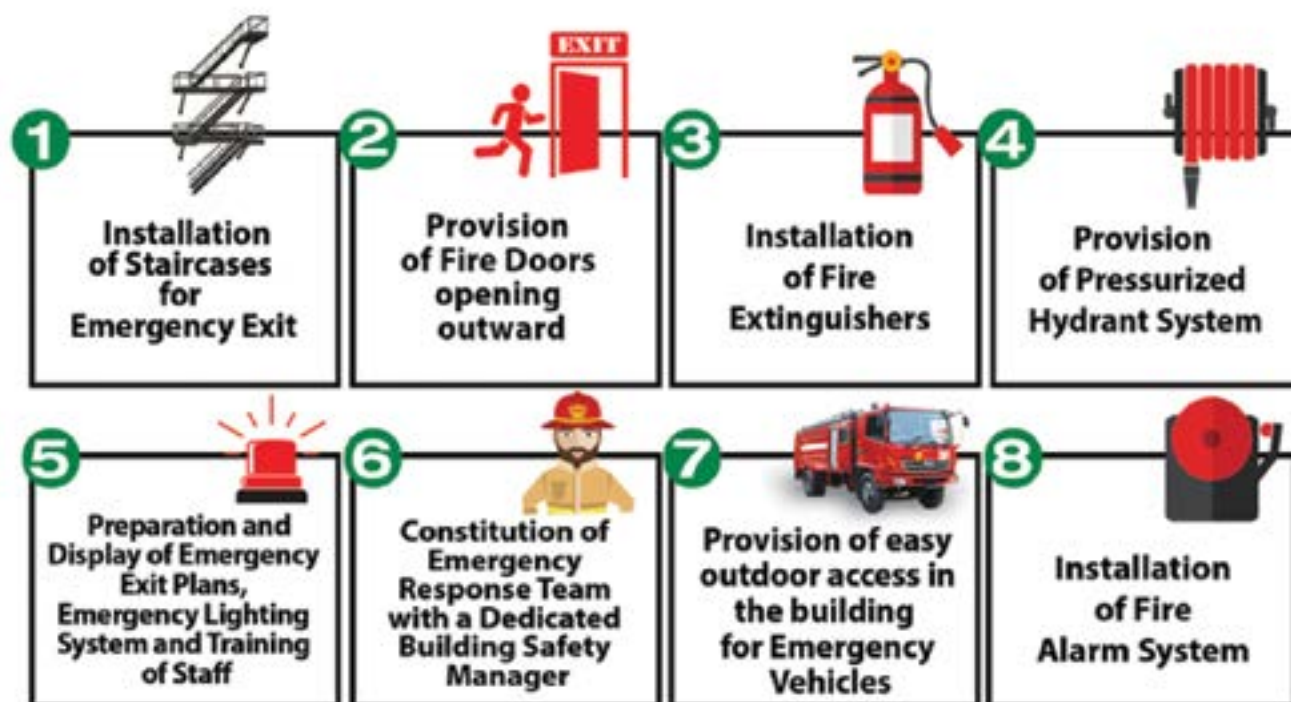 1
Installation
of Staircases
for
Emergency Exit
EXIT
2
Provision
of Fire Doors
opening
outward
3
Installation
of Fire
Extinguishers
4
Provision
of Pressurized
Hydrant System
5
Preparation and
Display of Emergency
Exit Plans,
Emergency Lighting
System and Training
of Staff
6
Constitution of
Emergency
Response Team
with a Dedicated
Building Safety
Manager
7
Provision of easy
outdoor access in
the building
for Emergency
Vehicles
8
Installation
of Fire
Alarm System